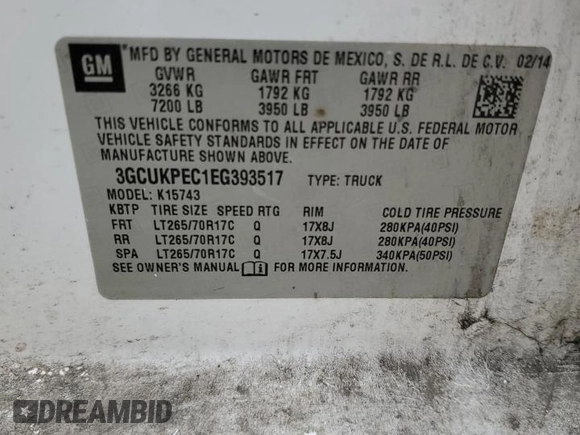 GM
*MFD BY GENERAL MOTORS DE MEXICO, S. DE R.L. DE C.V. 02/14
GVWR GAWR FRT GAWR RR
3266 KG 1792 KG 1792 KG
7200 LB 3950 LB 3950 LB
THIS VEHICLE CONFORMS TO ALL APPLICABLE U.S. FEDERAL MOTOR
VEHICLE SAFETY STANDARDS IN EFFECT ON THE DATE OF
MANUFACTURE SHOWN ABOVE.
3GCUKPEC1EG393517 TYPE: TRUCK
MODEL: K15743
KBTP TIRE SIZE SPEED RTG RIM COLD TIRE PRESSURE
FRT LT265/70R17C Q 17X8J 280KPA(40PSI)
RR LT265/70R17C Q 17X8J 280KPA(40PSI)
SPA LT265/70R17C Q 17X7.5J 340KPA(50PSI)
SEE OWNER'S MANUAL FOR MORE INFORMATION.
DREAMBID